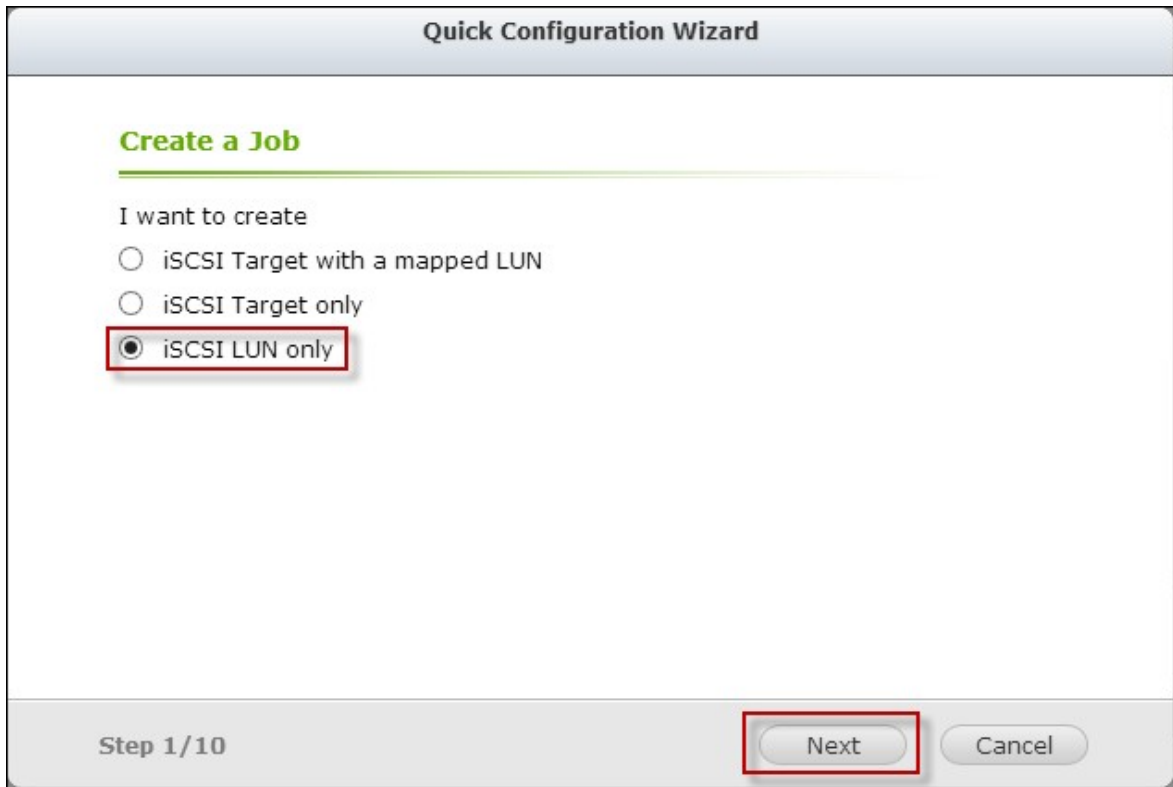 Quick Configuration Wizard
Create a Job
I want to create
iSCSI Target with a mapped LUN
iSCSI Target only
iSCSI LUN only
Step 1/10
Next
Cancel